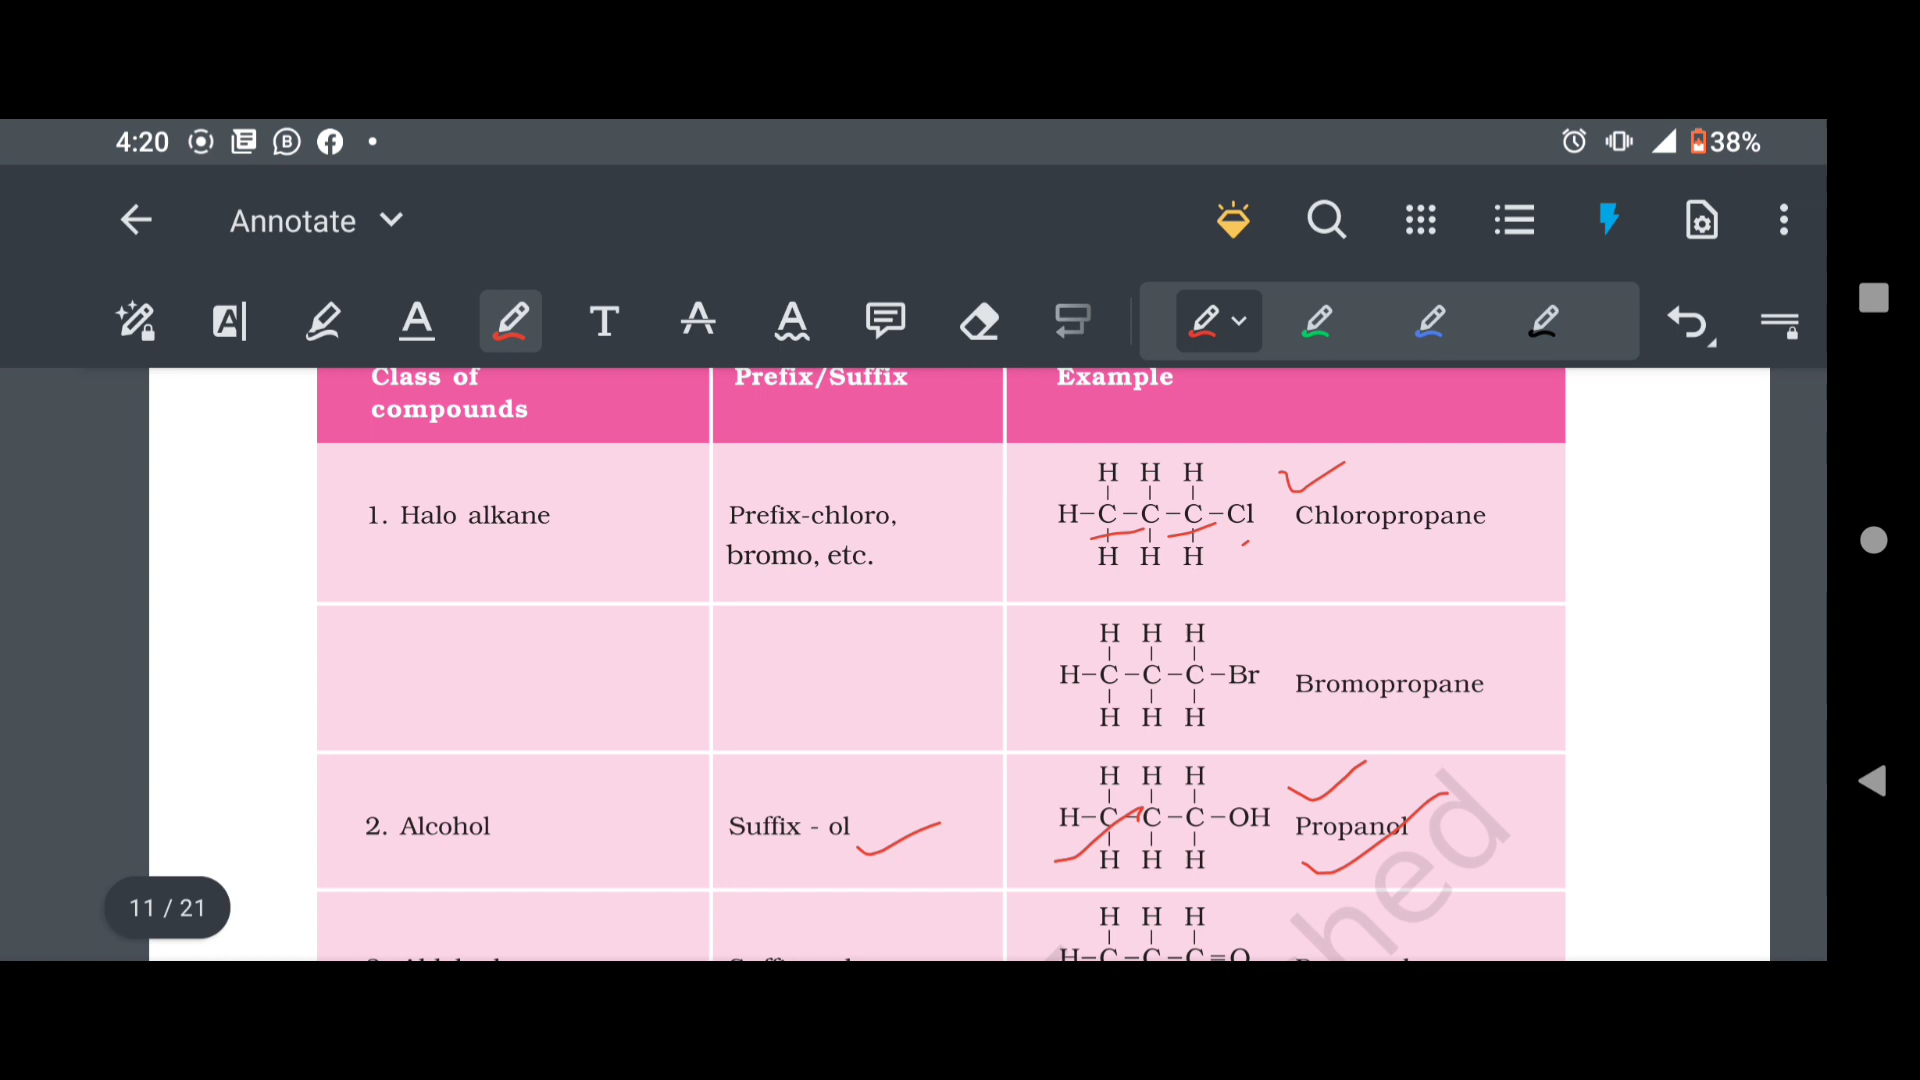 4:20
38%
Annotate
Class of
compounds
Prefix/Suffix
Example
H H H
1. Halo alkane
Prefix-chloro,
bromo, etc.
H–C–C–C–Cl
Chloropropane
H H H
H H H
H–C–C–C–Br
Bromopropane
H H H
H H H
2. Alcohol
Suffix - ol
H–C–C–C–OH
Propanol
H H H
11 / 21
H H H
H–C–C–C=O
hed